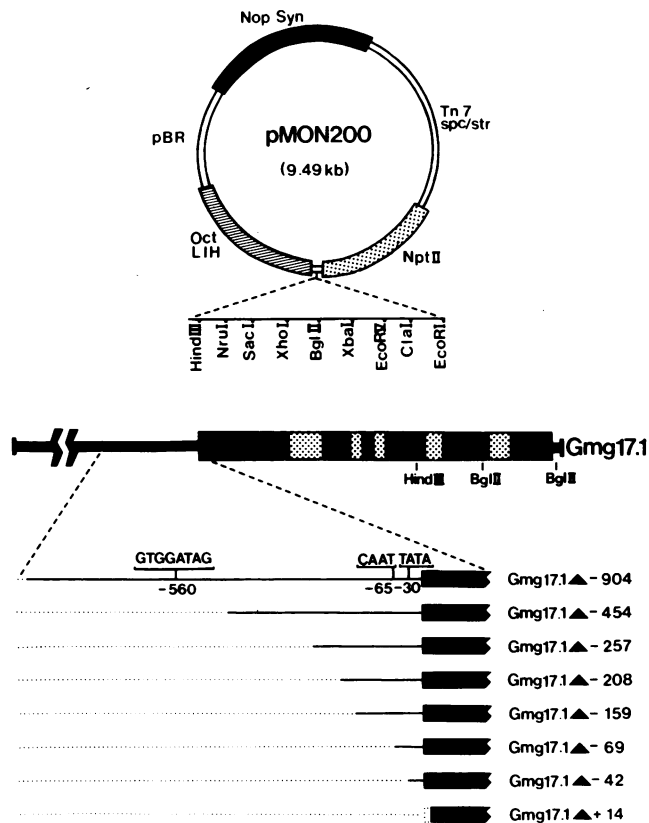 Nop Syn
Tn 7
spc/str
pBR
pMON200
(9.49 kb)
Oct
LIH
Npt II
HindIII
NruI
SacI
XhoI
BglII
XbaI
EcoRV
ClaI
EcoRI
Gmg17.1
HindIII
BglII
BglII
GTGGATAG
CAAT TATA
-560
-65 -30
Gmg17.1▲-904
Gmg17.1▲-454
Gmg17.1▲-257
Gmg17.1▲-208
Gmg17.1▲-159
Gmg17.1▲-69
Gmg17.1▲-42
Gmg17.1▲+14